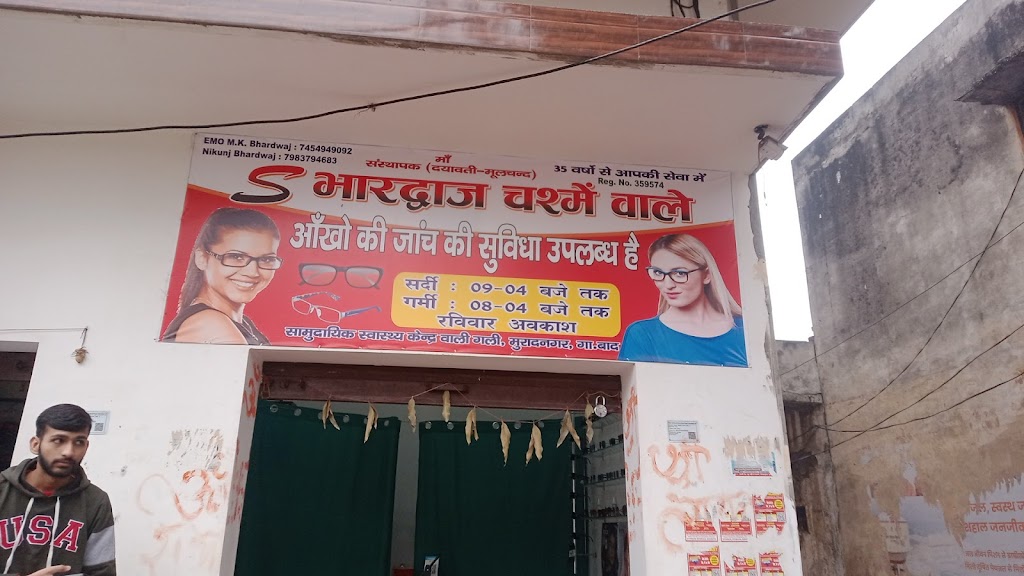 EMO M.K. Bhardwaj : 7454949092
Nikunj Bhardwaj : 7983794683
माँ
संस्थापक (दयावती-मूलचन्द)
35 वर्षो से आपकी सेवा में
Reg. No. 359574
S भारद्वाज चश्में वाले
आँखो की जांच की सुविधा उपलब्ध है
सर्दी : 09-04 बजे तक
गर्मी : 08-04 बजे तक
रविवार अवकाश
सामुदायिक स्वास्थ्य केन्द्र वाली गली, मुरादनगर, गा:बाद
USA
श्री
स्वस्थ